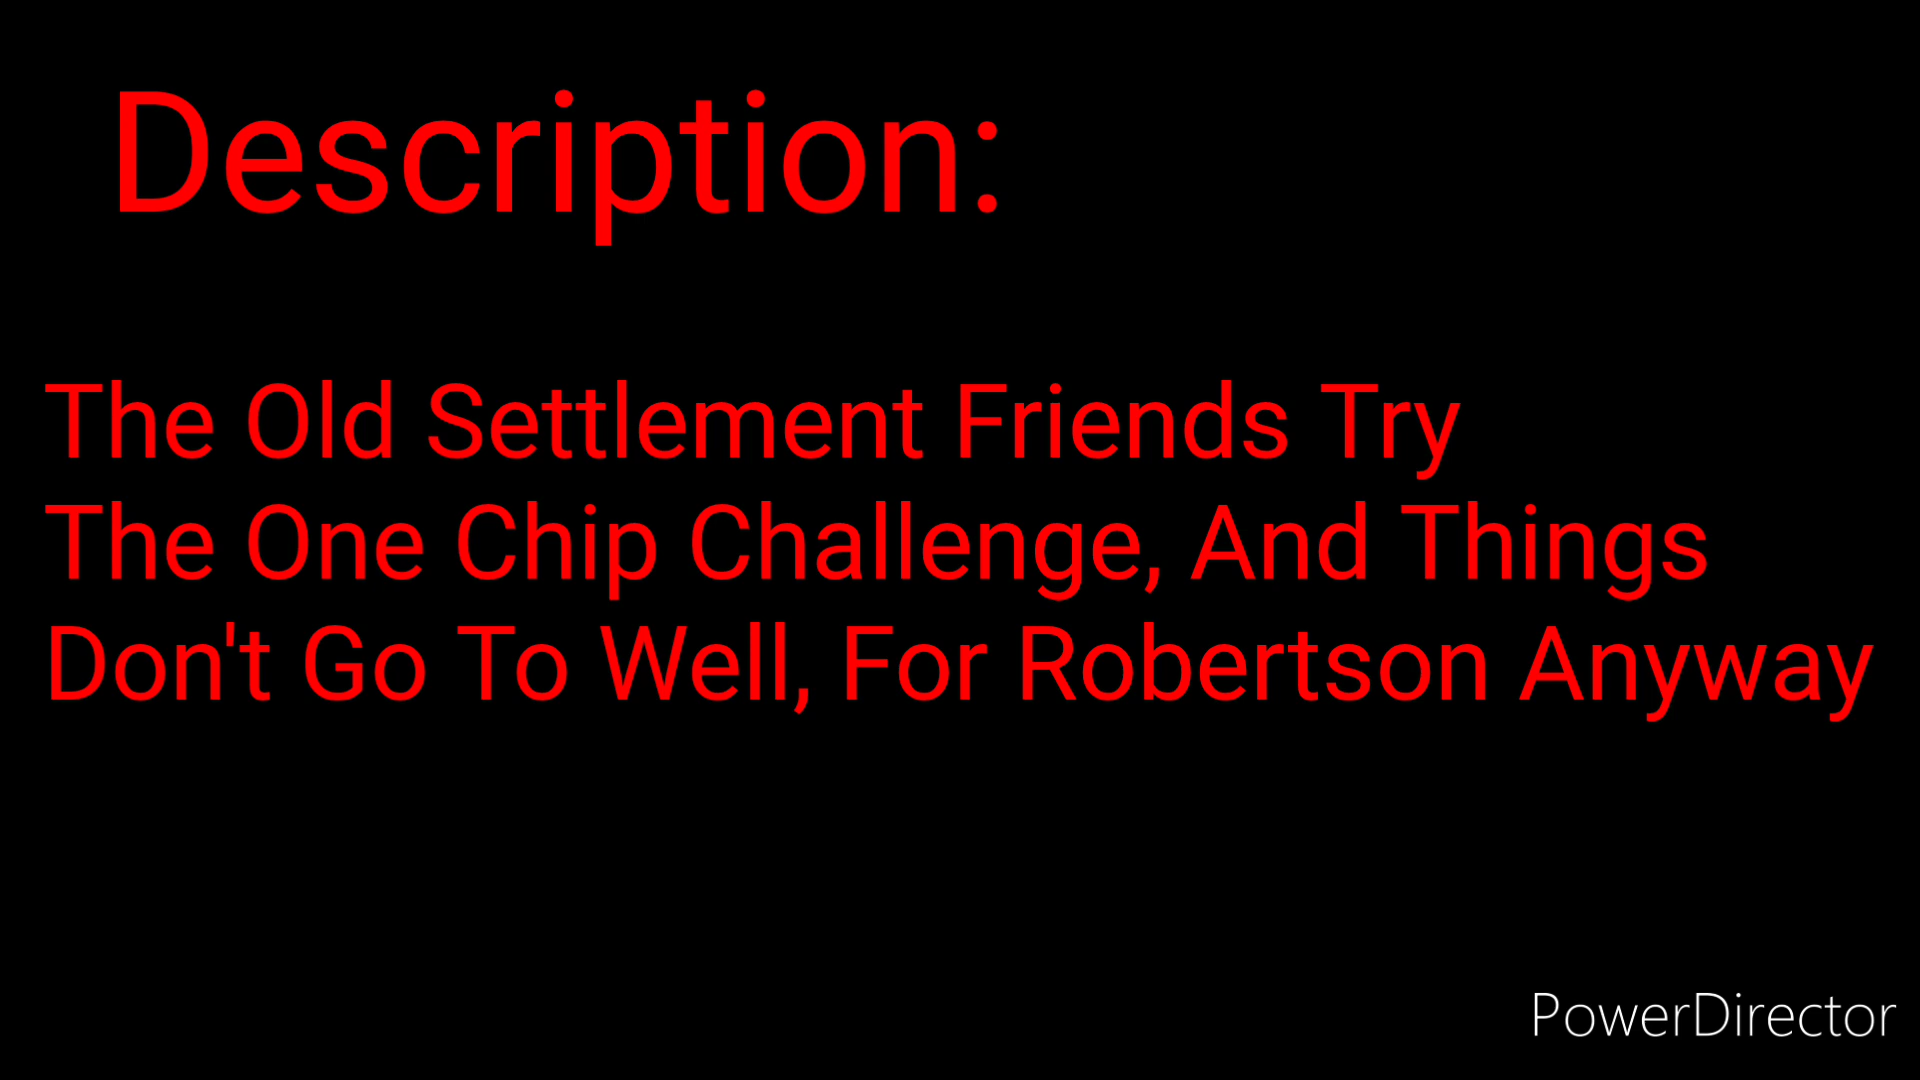 Description:
The Old Settlement Friends Try
The One Chip Challenge, And Things
Don't Go To Well, For Robertson Anyway
PowerDirector